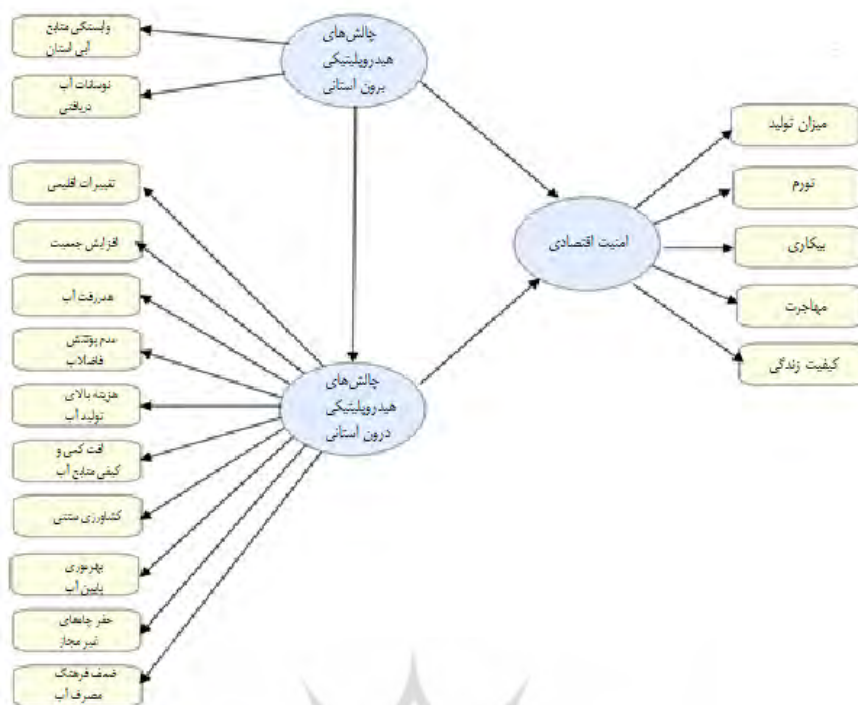 چالش‌های
هیدروپلیتیکی
برون استانی
وابستگی منابع
آبی استان
نوسانات آب
دریافتی
میزان تولید
تورم
بیکاری
مهاجرت
کیفیت زندگی
امنیت اقتصادی
چالش‌های
هیدروپلیتیکی
درون استانی
تغییرات اقلیمی
افزایش جمعیت
هدررفت آب
عدم پوشش
فاضلاب
هزینه بالای
تولید آب
افت کمی و
کیفی منابع آب
کشاورزی سنتی
بهره‌وری
پایین آب
حفر چاه‌های
غیر مجاز
ضعف فرهنگ
مصرف آب